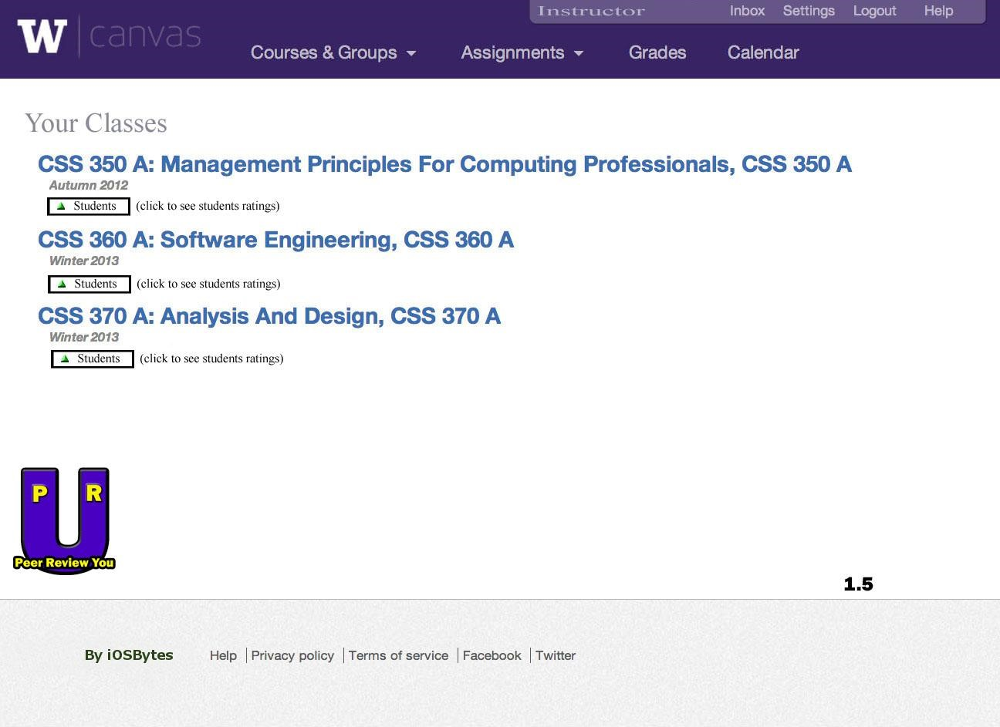 Instructor Inbox Settings Logout Help
W canvas
Courses & Groups Assignments Grades Calendar
Your Classes
CSS 350 A: Management Principles For Computing Professionals, CSS 350 A
Autumn 2012
Students (click to see students ratings)
CSS 360 A: Software Engineering, CSS 360 A
Winter 2013
Students (click to see students ratings)
CSS 370 A: Analysis And Design, CSS 370 A
Winter 2013
Students (click to see students ratings)
P R
U
Peer Review You
1.5
By iOSBytes Help Privacy policy Terms of service Facebook Twitter